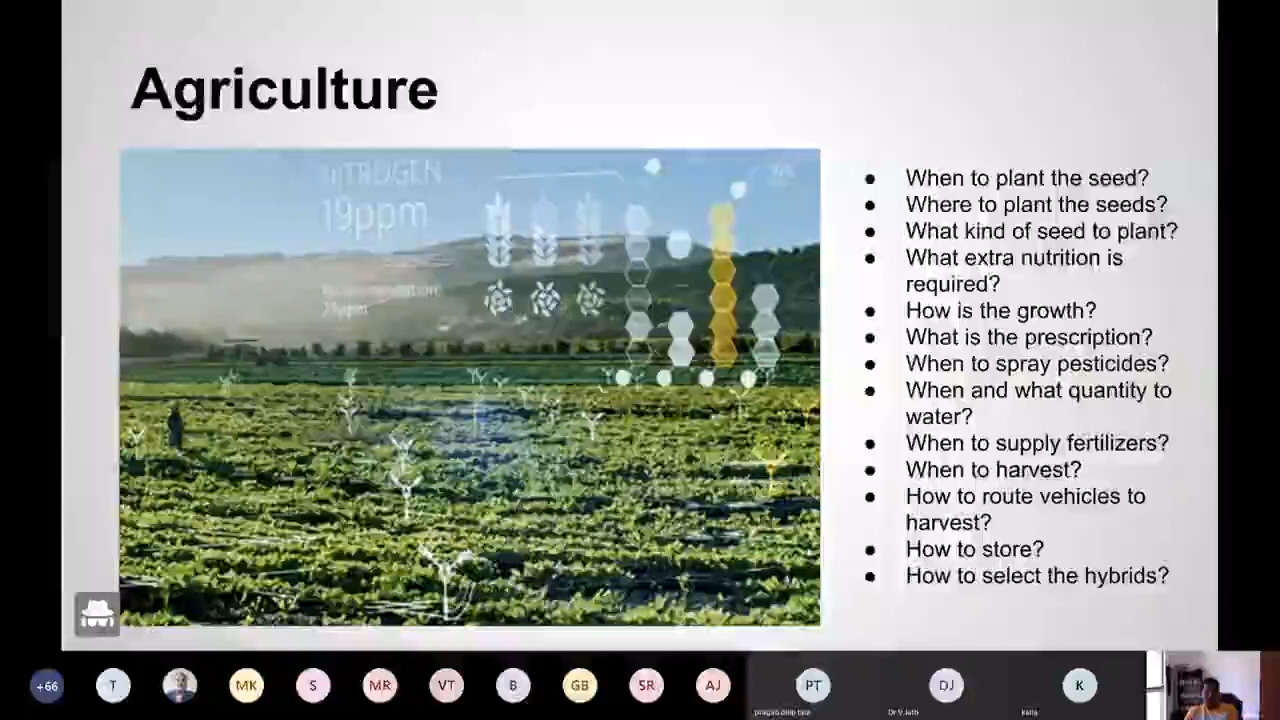 Agriculture
NITROGEN
19ppm
● When to plant the seed?
● Where to plant the seeds?
● What kind of seed to plant?
● What extra nutrition is
required?
● How is the growth?
● What is the prescription?
● When to spray pesticides?
● When and what quantity to
water?
● When to supply fertilizers?
● When to harvest?
● How to route vehicles to
harvest?
● How to store?
● How to select the hybrids?
+66
T
MK
S
MR
VT
B
GB
SR
AJ
PT
DJ
K